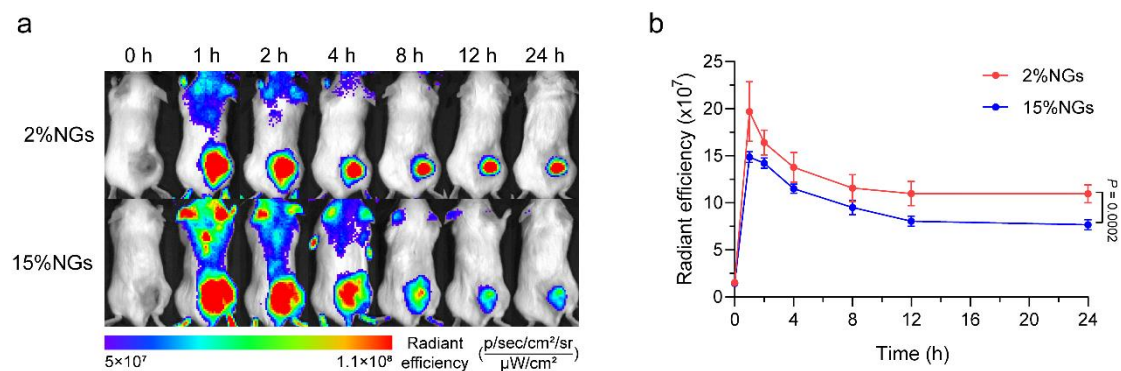 a
0 h 1 h 2 h 4 h 8 h 12 h 24 h
2%NGs
15%NGs
5×10⁷ 1.1×10⁸
Radiant efficiency (p/sec/cm²/sr / µW/cm²)
b
2%NGs
15%NGs
Radiant efficiency (x10⁷)
25
20
15
10
5
0
0 4 8 12 16 20 24
Time (h)
P = 0.0002